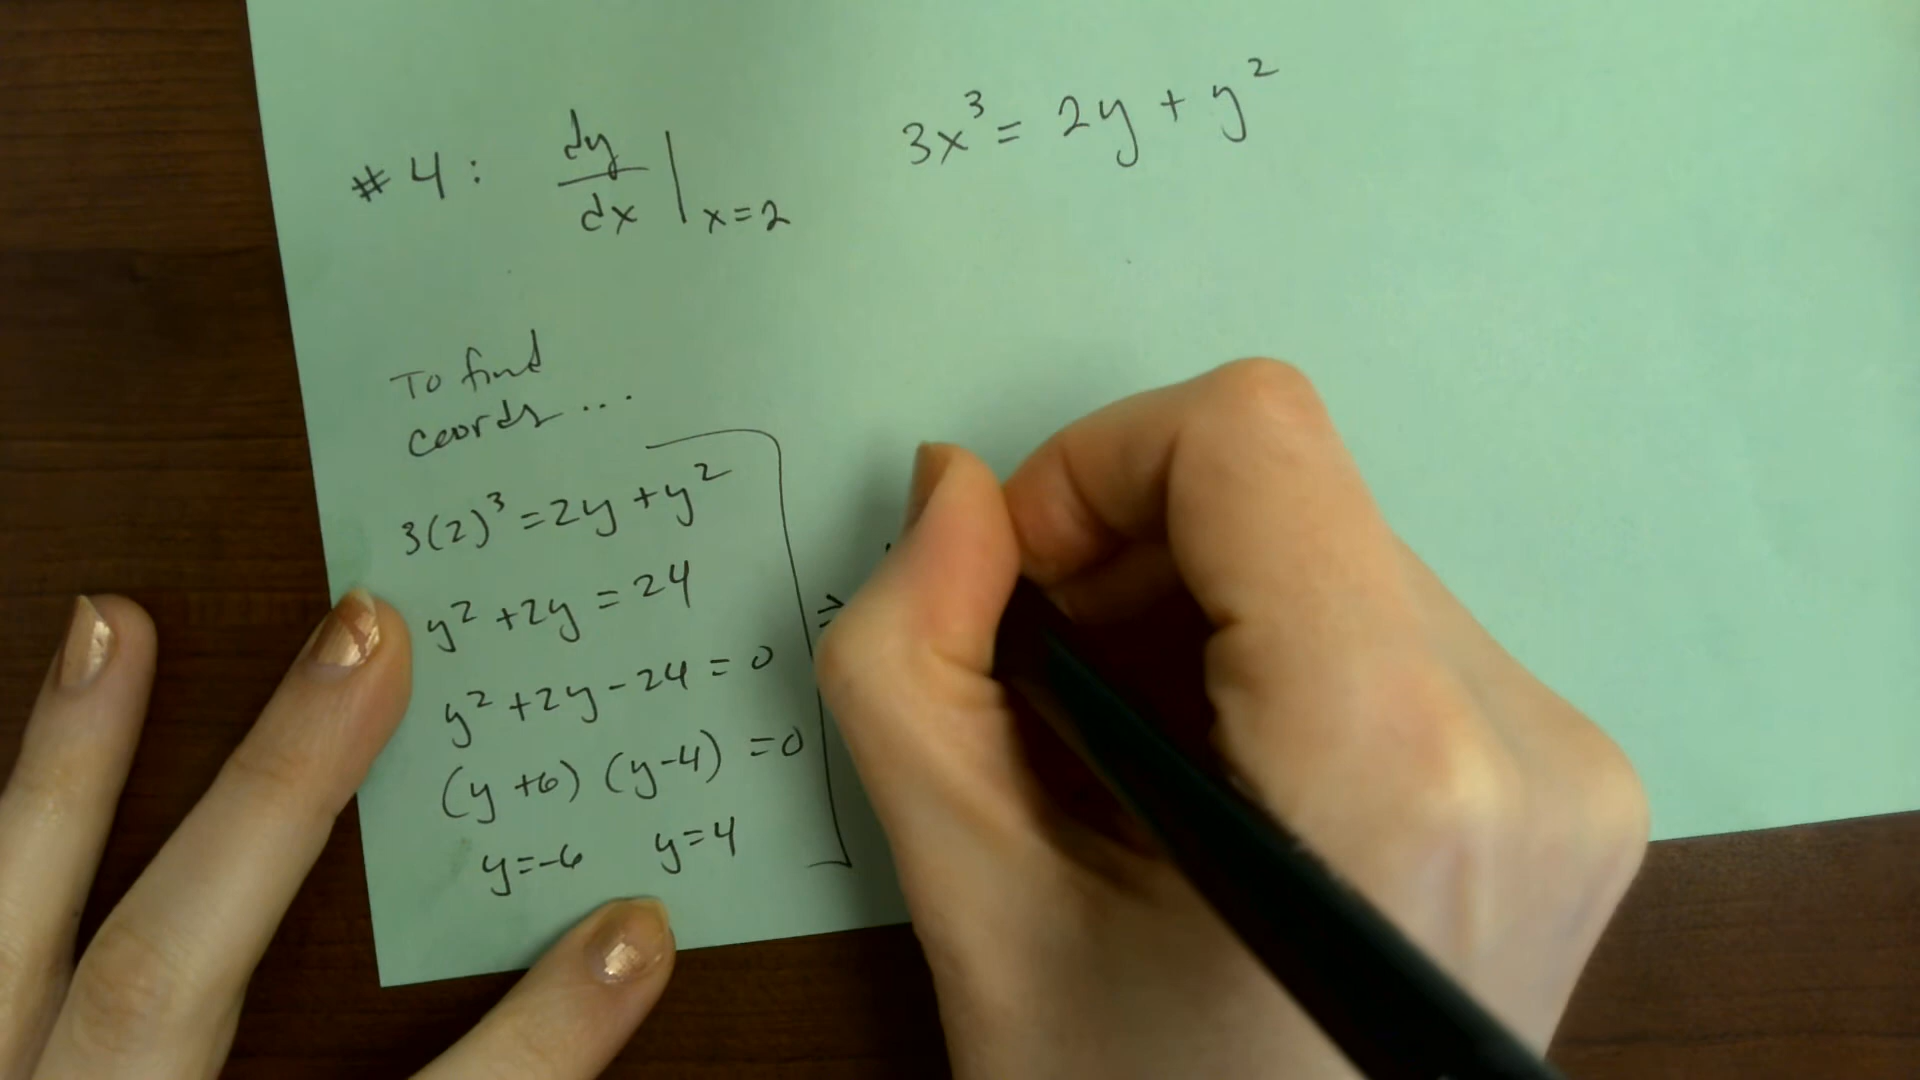 #4: dy/dx |x=2 3x³ = 2y + y²
To find
coords...
3(2)³ = 2y + y²
y² + 2y = 24
y² + 2y - 24 = 0
(y + 6) (y - 4) = 0
y = -6 y = 4
⇒